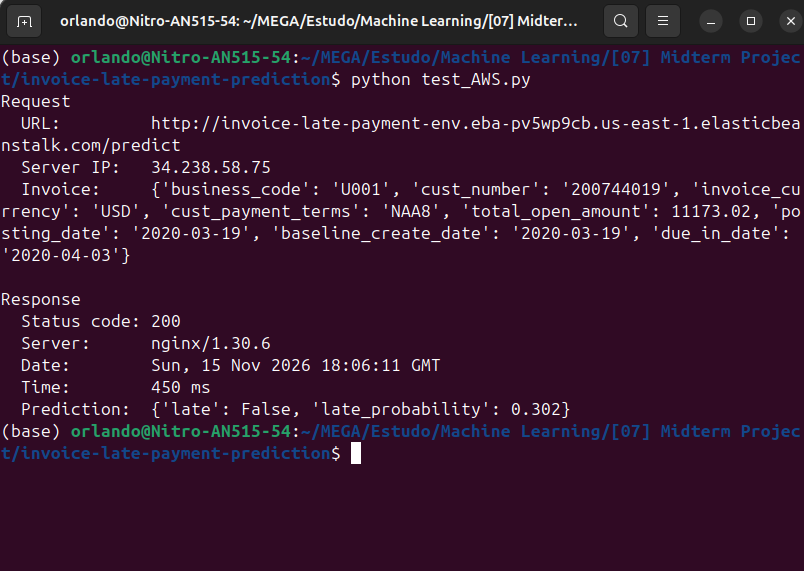 orlando@Nitro-AN515-54: ~/MEGA/Estudo/Machine Learning/[07] Midter...
(base) orlando@Nitro-AN515-54:~/MEGA/Estudo/Machine Learning/[07] Midterm Projec
t/invoice-late-payment-prediction$ python test_AWS.py
Request
  URL:         http://invoice-late-payment-env.eba-pv5wp9cb.us-east-1.elasticbea
nstalk.com/predict
  Server IP:   34.238.58.75
  Invoice:     {'business_code': 'U001', 'cust_number': '200744019', 'invoice_cu
rrency': 'USD', 'cust_payment_terms': 'NAA8', 'total_open_amount': 11173.02, 'po
sting_date': '2020-03-19', 'baseline_create_date': '2020-03-19', 'due_in_date': 
'2020-04-03'}

Response
  Status code: 200
  Server:      nginx/1.30.6
  Date:        Sun, 15 Nov 2026 18:06:11 GMT
  Time:        450 ms
  Prediction:  {'late': False, 'late_probability': 0.302}
(base) orlando@Nitro-AN515-54:~/MEGA/Estudo/Machine Learning/[07] Midterm Projec
t/invoice-late-payment-prediction$